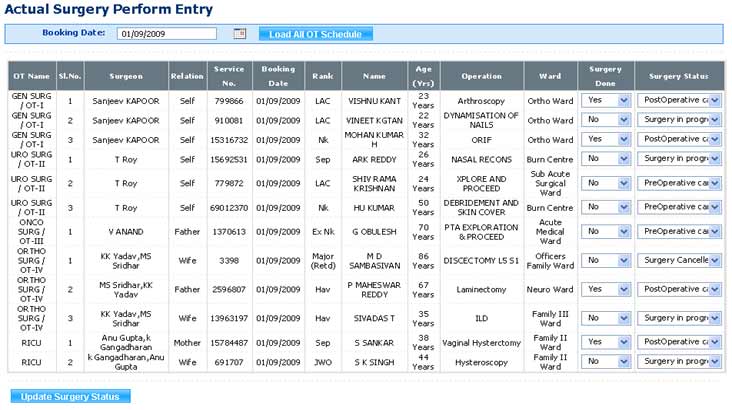 Actual Surgery Perform Entry
Booking Date: 01/09/2009 Load All OT Schedule
OT Name Sl.No. Surgeon Relation Service No. Booking Date Rank Name Age (Yrs) Operation Ward Surgery Done Surgery Status
GEN SURG / OT-I 1 Sanjeev KAPOOR Self 799866 01/09/2009 LAC VISHNU KANT 23 Years Arthroscopy Ortho Ward Yes PostOperative ca
GEN SURG / OT-I 2 Sanjeev KAPOOR Self 910081 01/09/2009 LAC VINEET KGTAN 22 Years DYNAMISATION OF NAILS Ortho Ward No Surgery in progr
GEN SURG / OT-I 3 Sanjeev KAPOOR Self 15316732 01/09/2009 Nk MOHAN KUMAR H 32 Years ORIF Ortho Ward Yes PostOperative ca
URO SURG / OT-II 1 T Roy Self 15692531 01/09/2009 Sep ARK REDDY 26 Years NASAL RECONS Burn Centre No Surgery in progr
URO SURG / OT-II 2 T Roy Self 779872 01/09/2009 LAC SHIV RAMA KRISHNAN 24 Years XPLORE AND PROCEED Sub Acute Surgical Ward No PreOperative car
URO SURG / OT-II 3 T Roy Self 69012370 01/09/2009 Nk HU KUMAR 50 Years DEBRIDEMENT AND SKIN COVER Burn Centre No PreOperative car
ONCO SURG / OT-III 1 V ANAND Father 1370613 01/09/2009 Ex Nk G OBULESH 70 Years PTA EXPLORATION & PROCEED Acute Medical Ward No PreOperative car
ORTHO SURG / OT-IV 1 KK Yadav,MS Sridhar Wife 3398 01/09/2009 Major (Retd) M D SAMBASIVAN 86 Years DISCECTOMY L5 S1 Officers Family Ward No Surgery Cancelle
ORTHO SURG / OT-IV 2 MS Sridhar,KK Yadav Father 2596807 01/09/2009 Hav P MAHESWAR REDDY 67 Years Laminectomy Neuro Ward Yes PostOperative ca
ORTHO SURG / OT-IV 3 KK Yadav,MS Sridhar Wife 13963197 01/09/2009 Hav SIVADAS T 35 Years ILD Family III Ward No Surgery in progr
RICU 1 Anu Gupta,k Gangadharan Mother 15784487 01/09/2009 Sep S SANKAR 38 Years Vaginal Hysterctomy Family II Ward Yes PostOperative ca
RICU 2 k Gangadharan,Anu Gupta Wife 691707 01/09/2009 JWO S K SINGH 44 Years Hysteroscopy Family II Ward No Surgery in progr
Update Surgery Status